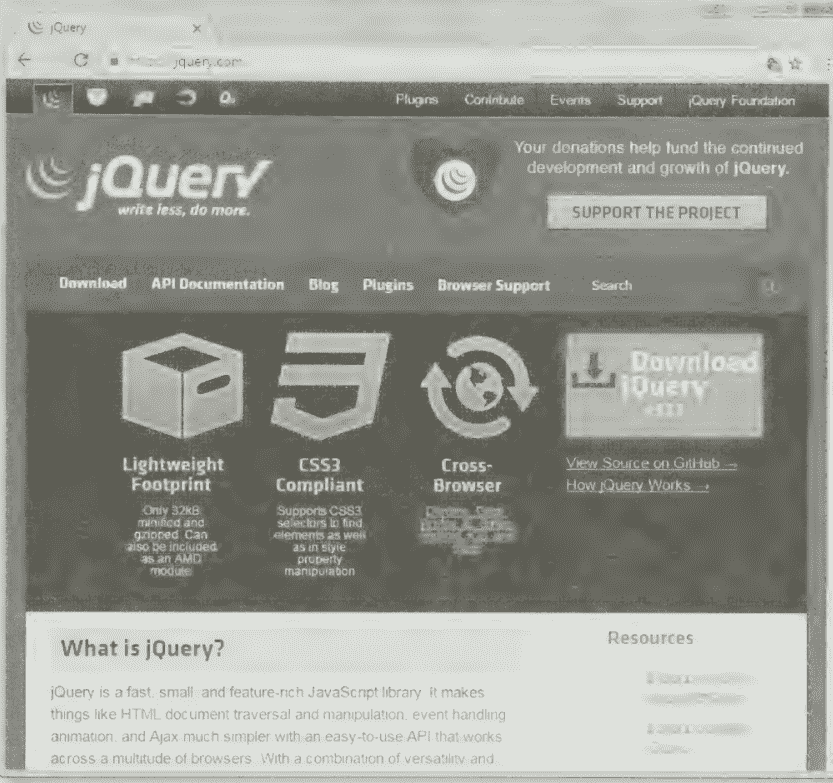 jQuery
jquery.com
Plugins Contribute Events Support jQuery Foundation
jQuery
write less, do more.
Your donations help fund the continued
development and growth of jQuery.
SUPPORT THE PROJECT
Download API Documentation Blog Plugins Browser Support Search
Download
jQuery
Lightweight
Footprint
Only 32kB
minified and
gzipped. Can
also be included
as an AMD
module
CSS3
Compliant
Supports CSS3
selectors to find
elements as well
as in style
property
manipulation
Cross-
Browser
View Source on GitHub →
How jQuery Works →
What is jQuery?
jQuery is a fast, small, and feature-rich JavaScript library. It makes
things like HTML document traversal and manipulation, event handling
animation, and Ajax much simpler with an easy-to-use API that works
across a multitude of browsers. With a combination of versatility and
Resources